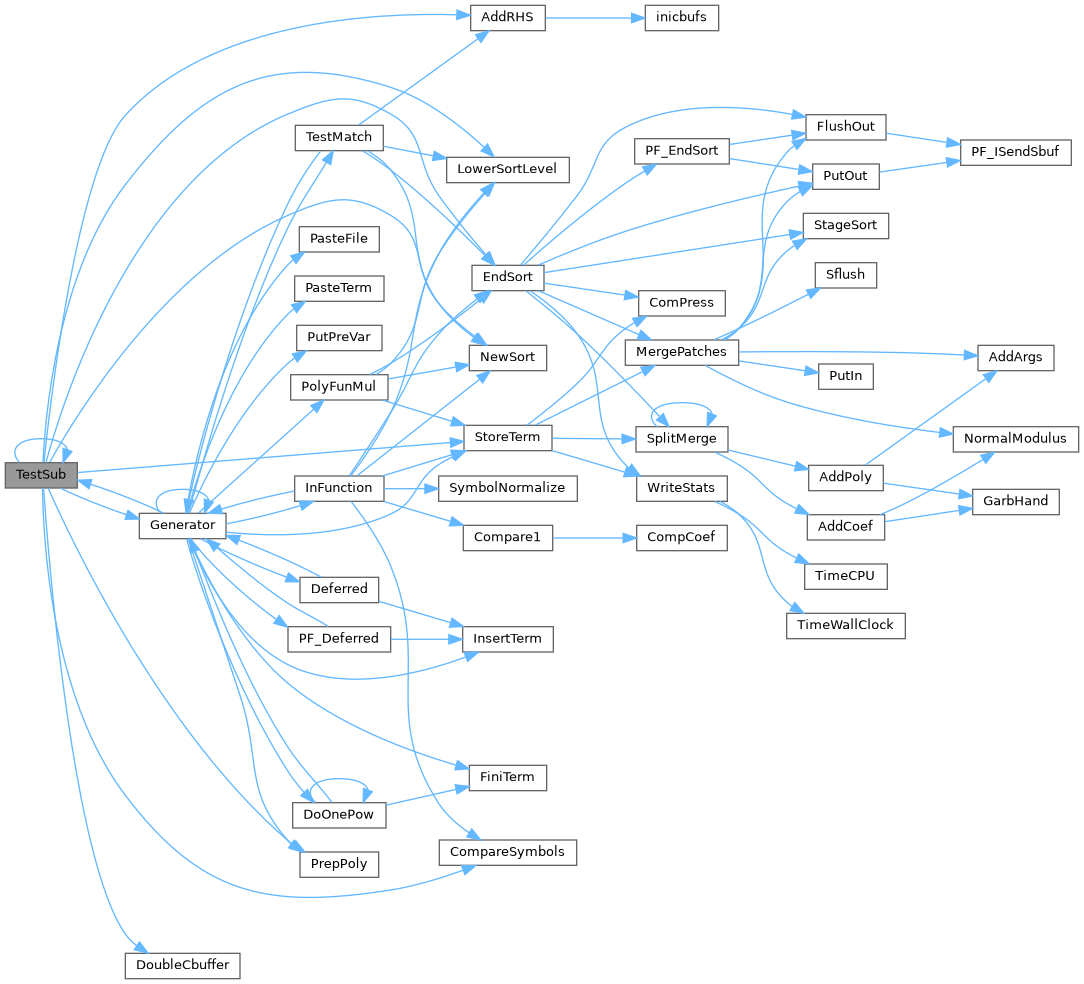 AddRHS
inicbufs
TestMatch
FlushOut
PF_EndSort
PF_ISendSbuf
LowerSortLevel
PutOut
PasteFile
StageSort
EndSort
Sflush
PasteTerm
ComPress
PutPreVar
MergePatches
NewSort
AddArgs
PutIn
PolyFunMul
StoreTerm
SplitMerge
NormalModulus
TestSub
AddPoly
InFunction
SymbolNormalize
WriteStats
GarbHand
Generator
AddCoef
Compare1
CompCoef
TimeCPU
Deferred
TimeWallClock
PF_Deferred
InsertTerm
FiniTerm
DoOnePow
CompareSymbols
PrepPoly
DoubleCbuffer